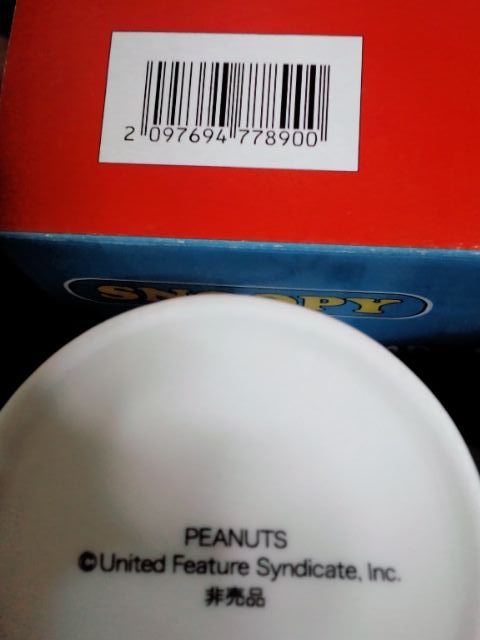 2 097694 778900
SNOOPY
PEANUTS
©United Feature Syndicate, Inc.
非売品